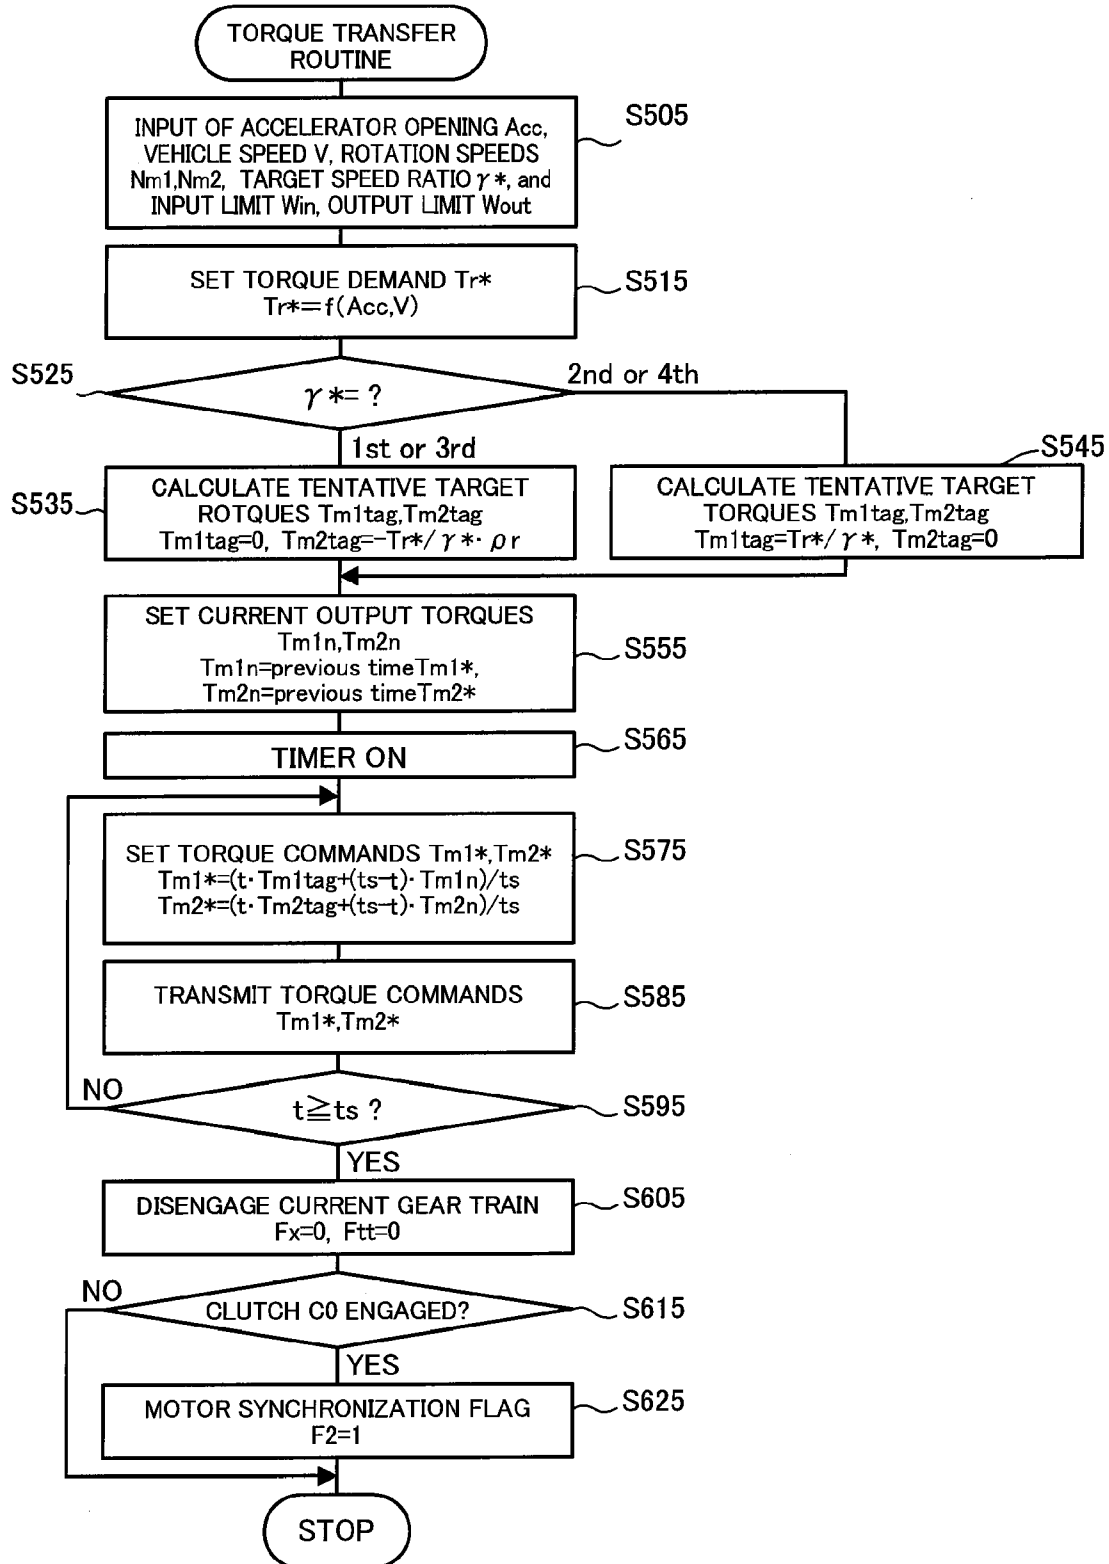 TORQUE TRANSFER
ROUTINE
INPUT OF ACCELERATOR OPENING Acc,
VEHICLE SPEED V, ROTATION SPEEDS
Nm1,Nm2, TARGET SPEED RATIO γ*, and
INPUT LIMIT Win, OUTPUT LIMIT Wout
S505
SET TORQUE DEMAND Tr*
Tr*=f(Acc,V)
S515
S525
γ*= ?
2nd or 4th
1st or 3rd
S535
CALCULATE TENTATIVE TARGET
ROTQUES Tm1tag,Tm2tag
Tm1tag=0, Tm2tag=-Tr*/γ*・ρr
S545
CALCULATE TENTATIVE TARGET
TORQUES Tm1tag,Tm2tag
Tm1tag=Tr*/γ*, Tm2tag=0
SET CURRENT OUTPUT TORQUES
Tm1n,Tm2n
Tm1n=previous timeTm1*,
Tm2n=previous timeTm2*
S555
TIMER ON
S565
SET TORQUE COMMANDS Tm1*,Tm2*
Tm1*=(t・Tm1tag+(ts-t)・Tm1n)/ts
Tm2*=(t・Tm2tag+(ts-t)・Tm2n)/ts
S575
TRANSMIT TORQUE COMMANDS
Tm1*,Tm2*
S585
NO
t≧ts ?
S595
YES
DISENGAGE CURRENT GEAR TRAIN
Fx=0, Ftt=0
S605
NO
CLUTCH C0 ENGAGED?
S615
YES
MOTOR SYNCHRONIZATION FLAG
F2=1
S625
STOP